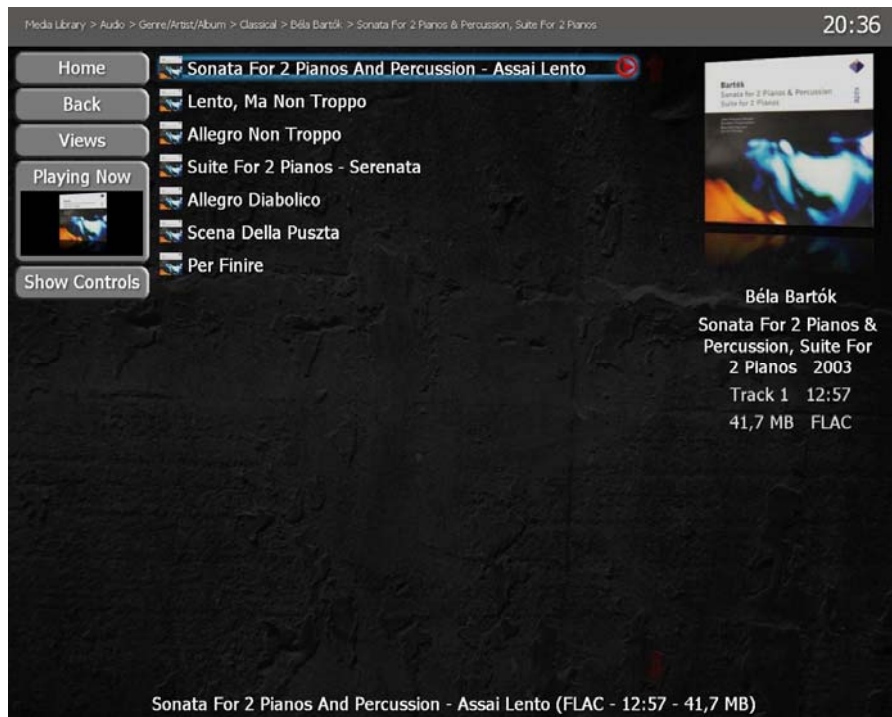 Media Library > Audio > Genre/Artist/Album > Classical > Béla Bartók > Sonata For 2 Pianos & Percussion, Suite For 2 Pianos
20:36
Home
Back
Views
Playing Now
Show Controls
Sonata For 2 Pianos And Percussion - Assai Lento
Lento, Ma Non Troppo
Allegro Non Troppo
Suite For 2 Pianos - Serenata
Allegro Diabolico
Scena Della Puszta
Per Finire
Bartók
Sonata for 2 Pianos & Percussion
Suite for 2 Pianos
apex
Béla Bartók
Sonata For 2 Pianos &
Percussion, Suite For
2 Pianos 2003
Track 1 12:57
41,7 MB FLAC
Sonata For 2 Pianos And Percussion - Assai Lento (FLAC - 12:57 - 41,7 MB)